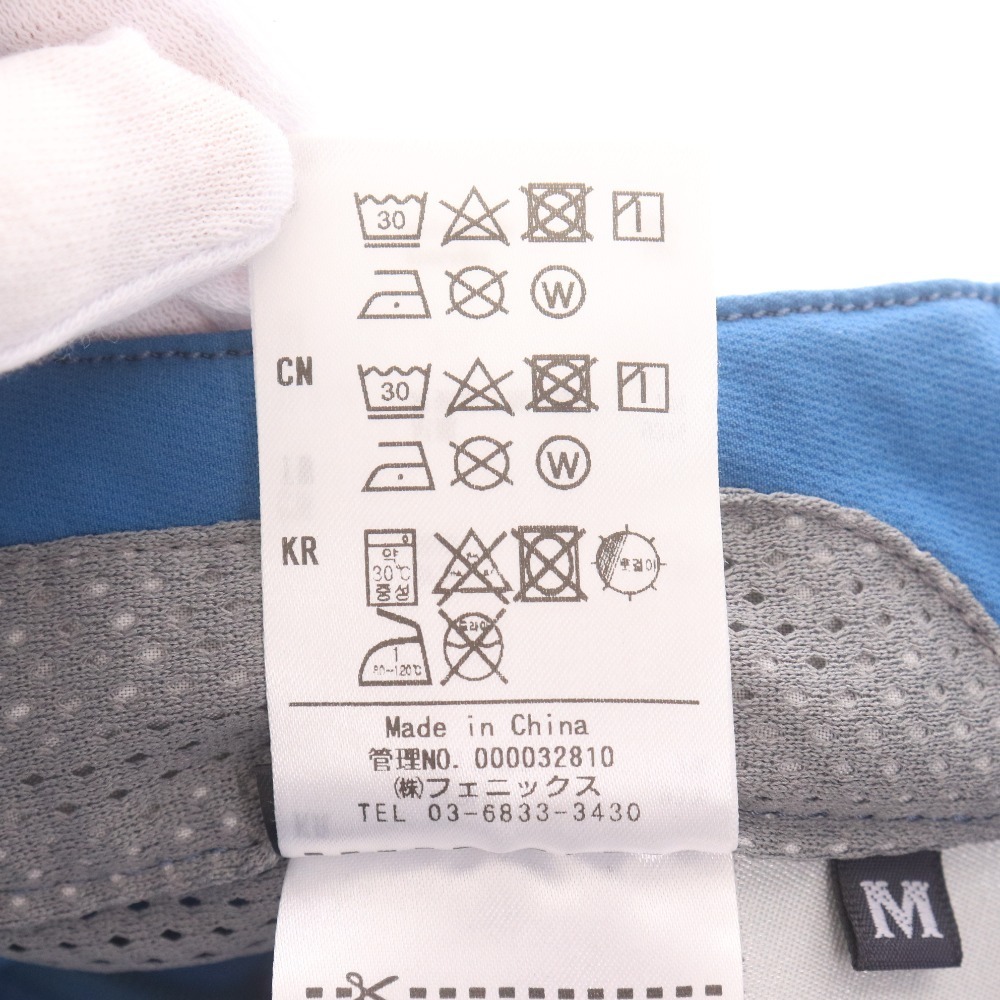 30
W
CN
30
W
KR
약
30℃
중성
옷걸이
1
80~120℃
드라이
Made in China
管理NO. 000032810
㈱フェニックス
TEL 03-6833-3430
M